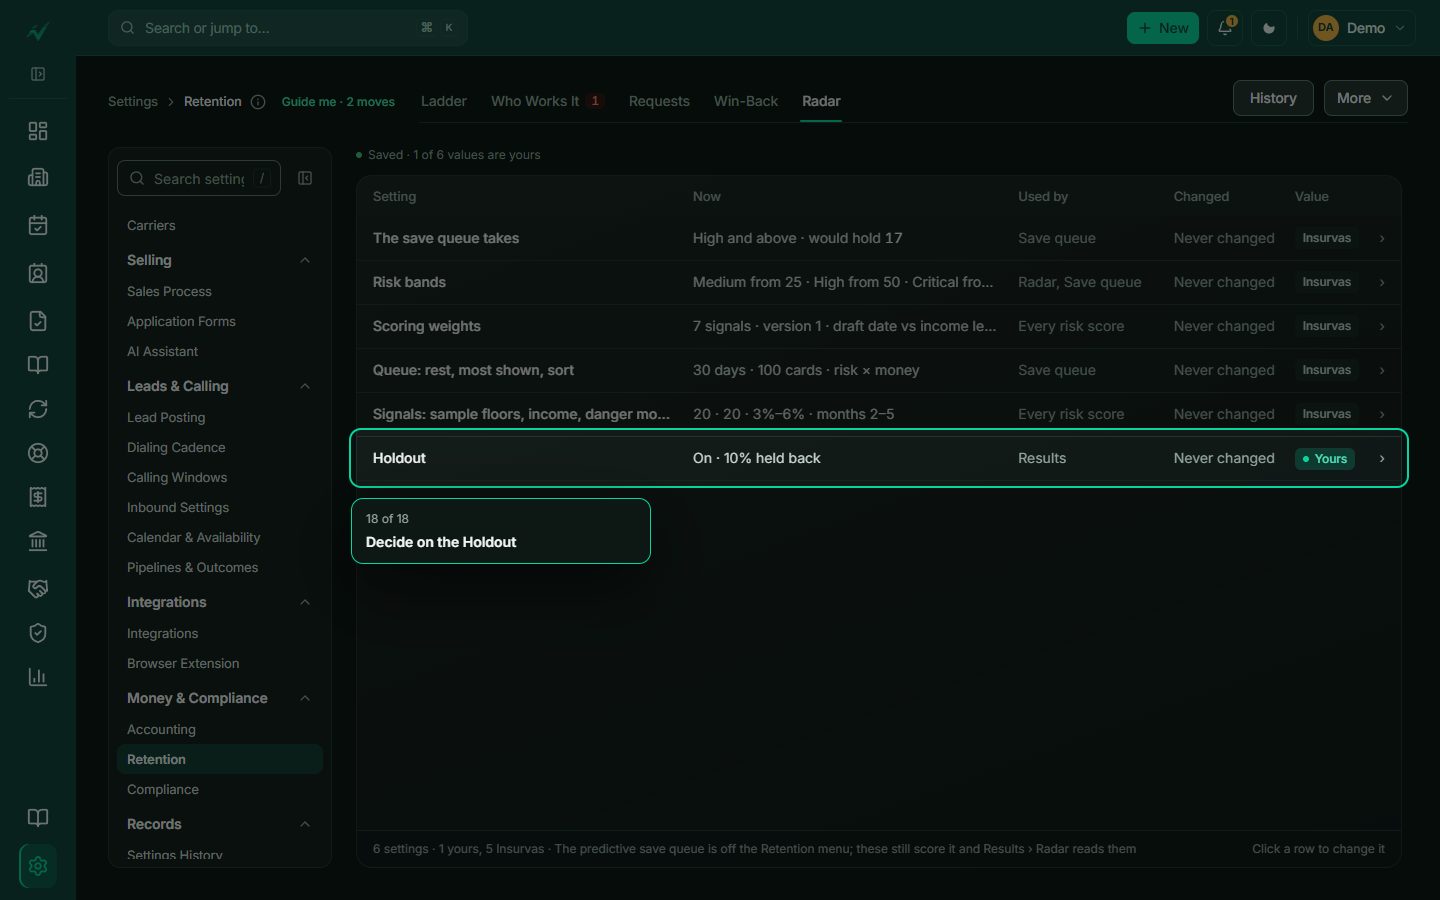 Search or jump to...
⌘ K
New
1
DA
Demo
Settings
Retention
Guide me · 2 moves
Ladder
Who Works It 1
Requests
Win-Back
Radar
History
More
Search setting
/
Carriers
Selling
Sales Process
Application Forms
AI Assistant
Leads & Calling
Lead Posting
Dialing Cadence
Calling Windows
Inbound Settings
Calendar & Availability
Pipelines & Outcomes
Integrations
Integrations
Browser Extension
Money & Compliance
Accounting
Retention
Compliance
Records
Settings History
Saved · 1 of 6 values are yours
Setting Now Used by Changed Value
The save queue takes High and above · would hold 17 Save queue Never changed Insurvas
Risk bands Medium from 25 · High from 50 · Critical fro... Radar, Save queue Never changed Insurvas
Scoring weights 7 signals · version 1 · draft date vs income le... Every risk score Never changed Insurvas
Queue: rest, most shown, sort 30 days · 100 cards · risk × money Save queue Never changed Insurvas
Signals: sample floors, income, danger mo... 20 · 20 · 3%–6% · months 2–5 Every risk score Never changed Insurvas
Holdout On · 10% held back Results Never changed Yours
18 of 18
Decide on the Holdout
6 settings · 1 yours, 5 Insurvas · The predictive save queue is off the Retention menu; these still score it and Results › Radar reads them
Click a row to change it